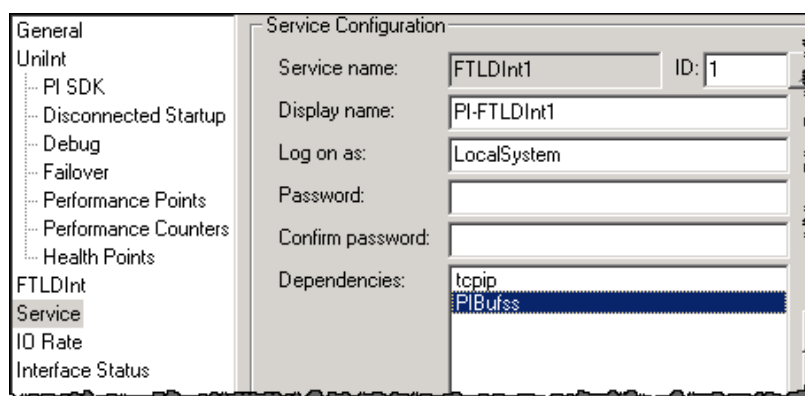 General
UniInt
PI SDK
Disconnected Startup
Debug
Failover
Performance Points
Performance Counters
Health Points
FTLDInt
Service
IO Rate
Interface Status
Service Configuration
Service name: FTLDInt1 ID: 1
Display name: PI-FTLDInt1
Log on as: LocalSystem
Password:
Confirm password:
Dependencies: tcpip
PIBufss